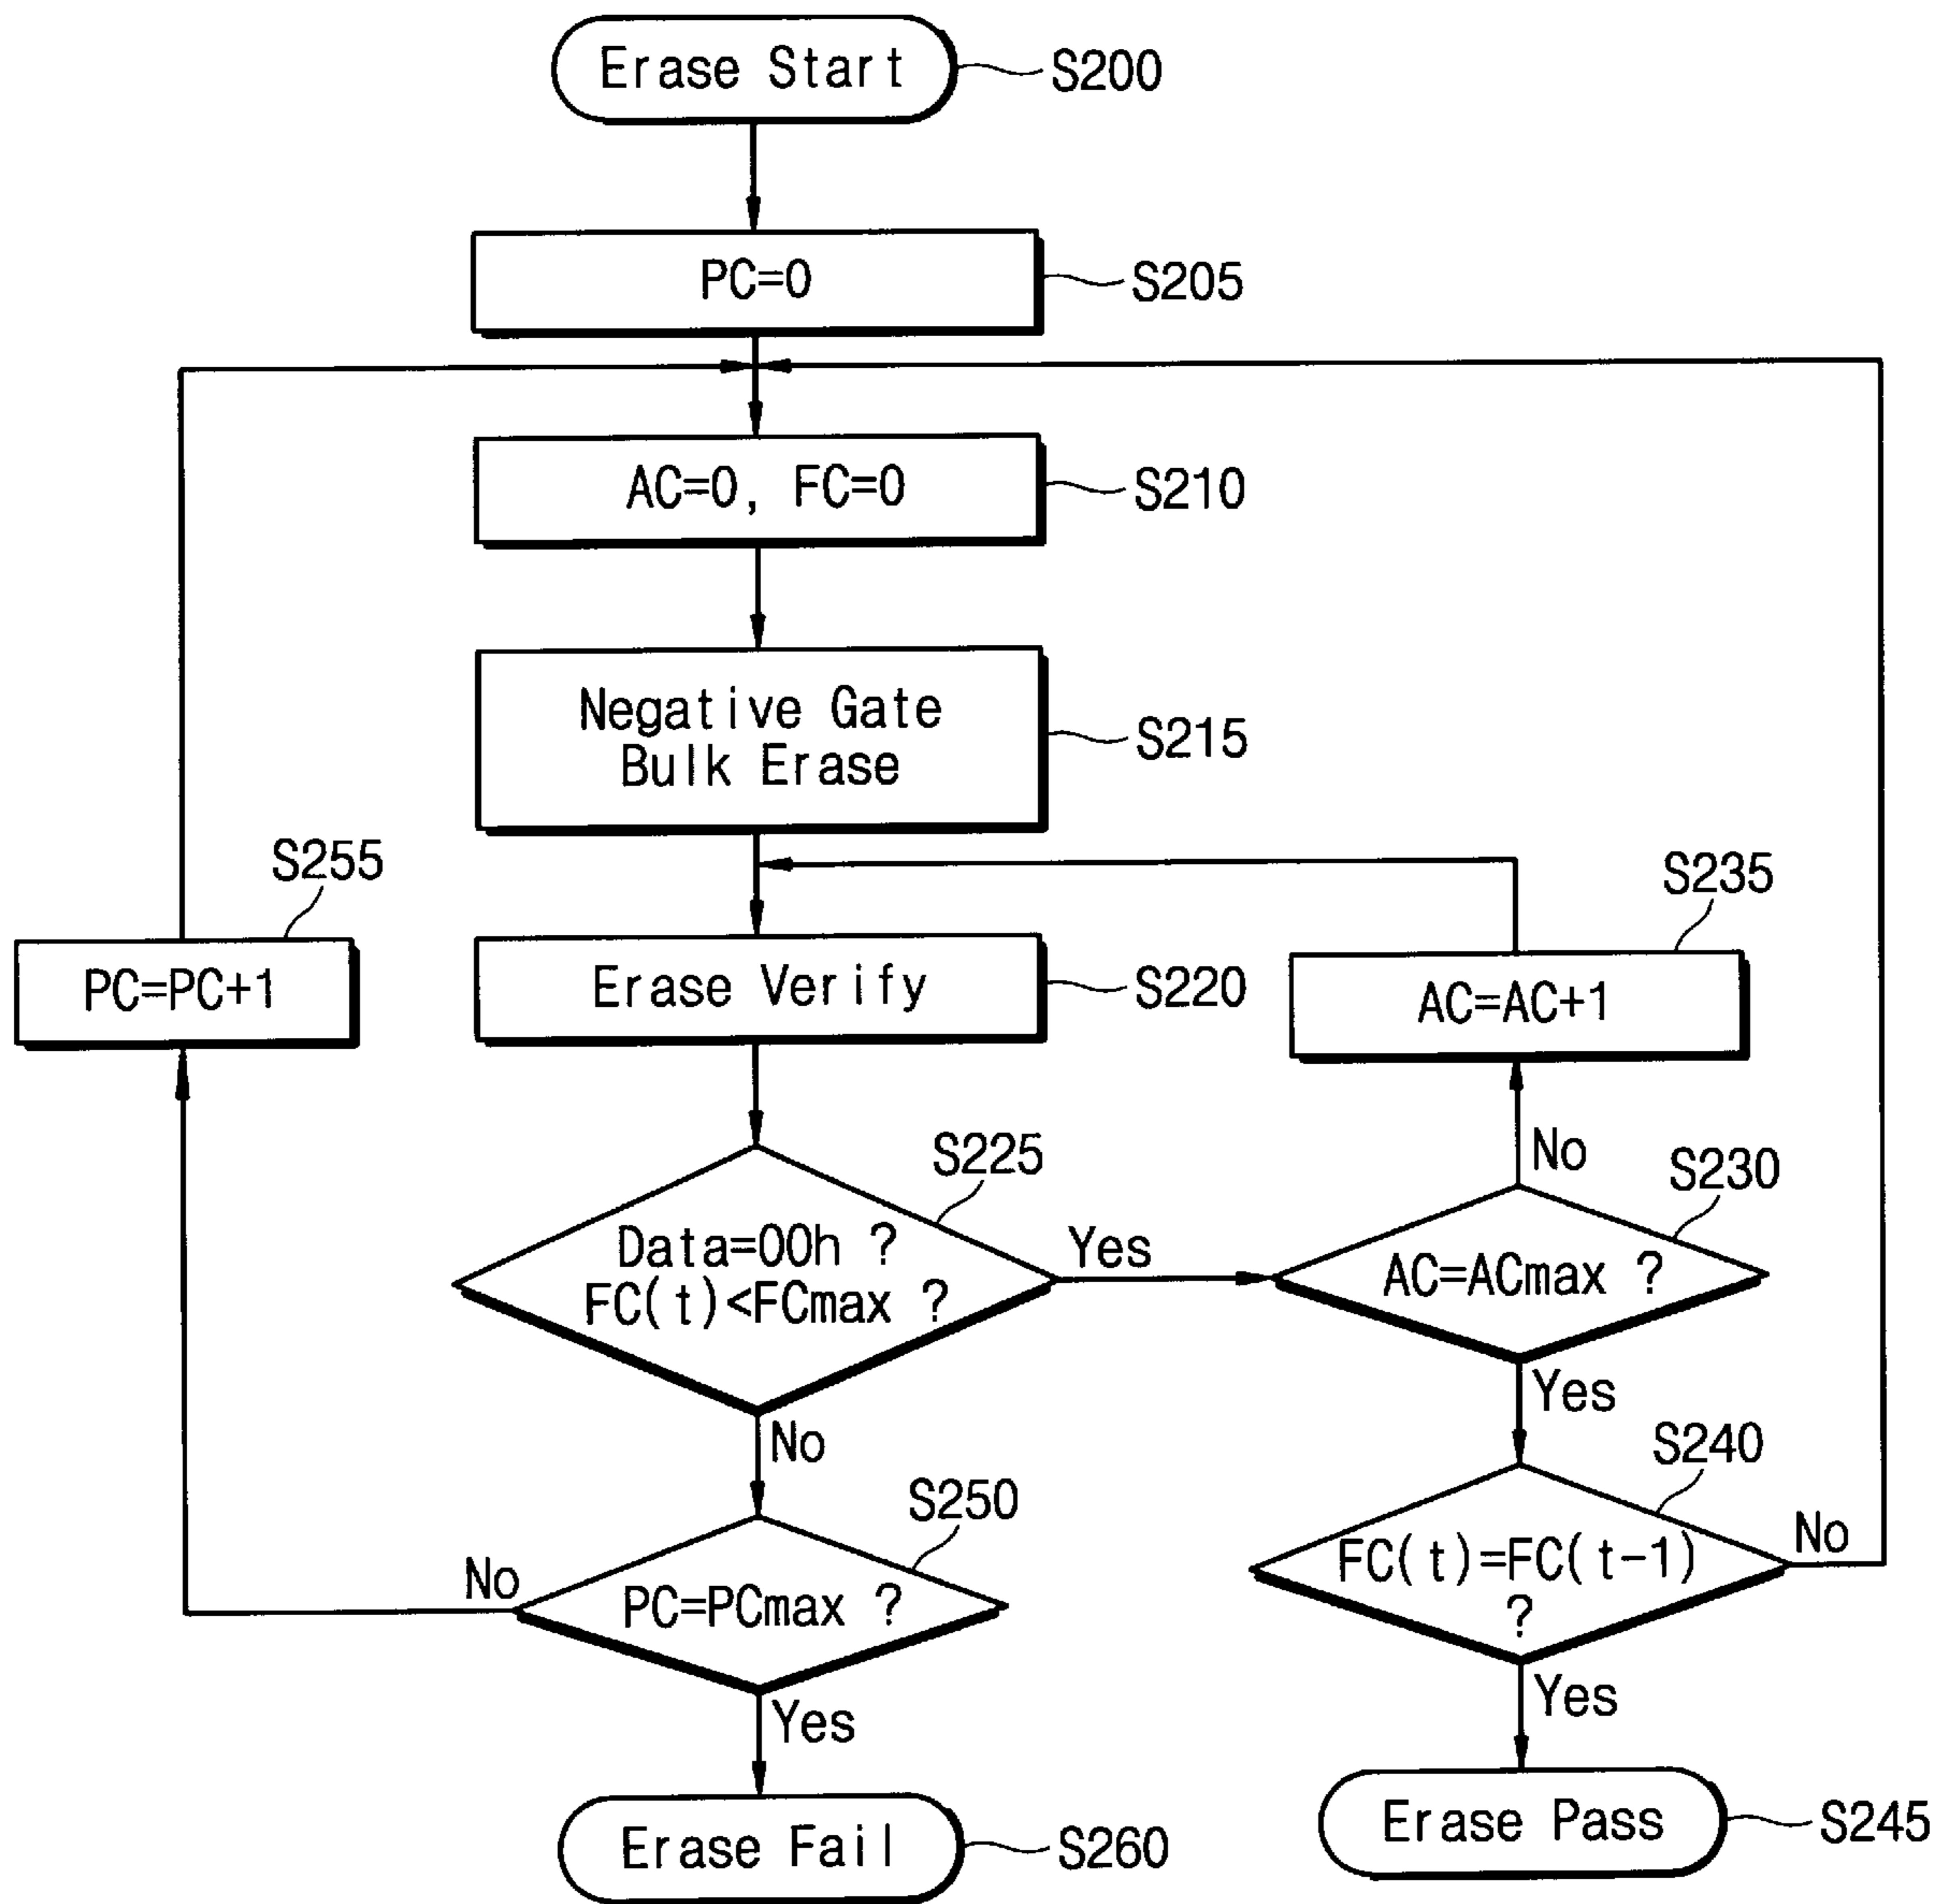 Erase Start
S200
PC=0
S205
AC=0, FC=0
S210
Negative Gate
Bulk Erase
S215
S255
PC=PC+1
Erase Verify
S220
S235
AC=AC+1
S225
Data=00h ?
FC(t)<FCmax ?
Yes
No
No
S230
AC=ACmax ?
Yes
S240
FC(t)=FC(t-1)
?
No
Yes
S250
PC=PCmax ?
No
Yes
Erase Fail
S260
Erase Pass
S245